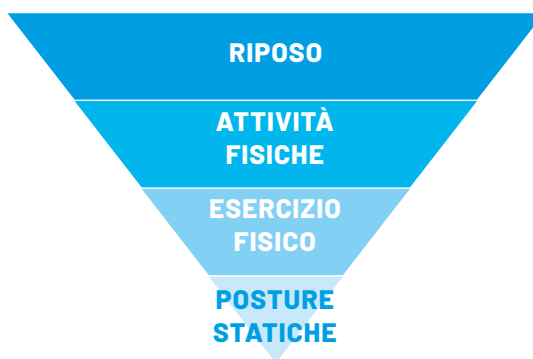 RIPOSO
ATTIVITÀ
FISICHE
ESERCIZIO
FISICO
POSTURE
STATICHE